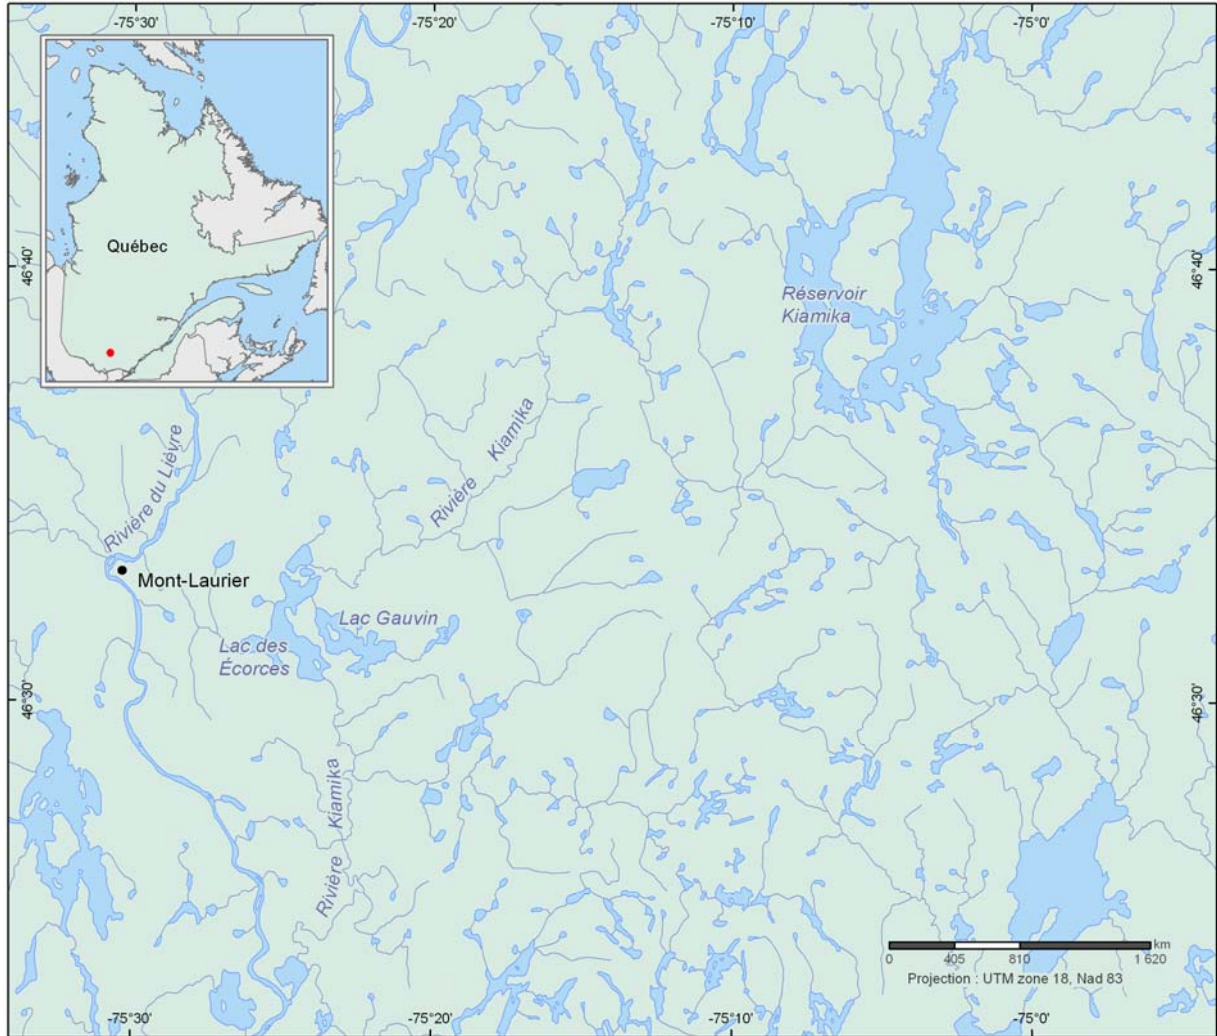 -75°30'
-75°20'
-75°10'
-75°0'
Québec
46°40'
46°40'
Réservoir
Kiamika
Rivière Kiamika
Rivière du Lièvre
Mont-Laurier
Lac Gauvin
Lac des
Écorces
46°30'
46°30'
Rivière Kiamika
km
0 405 810 1 620
Projection : UTM zone 18, Nad 83
-75°30'
-75°20'
-75°10'
-75°0'